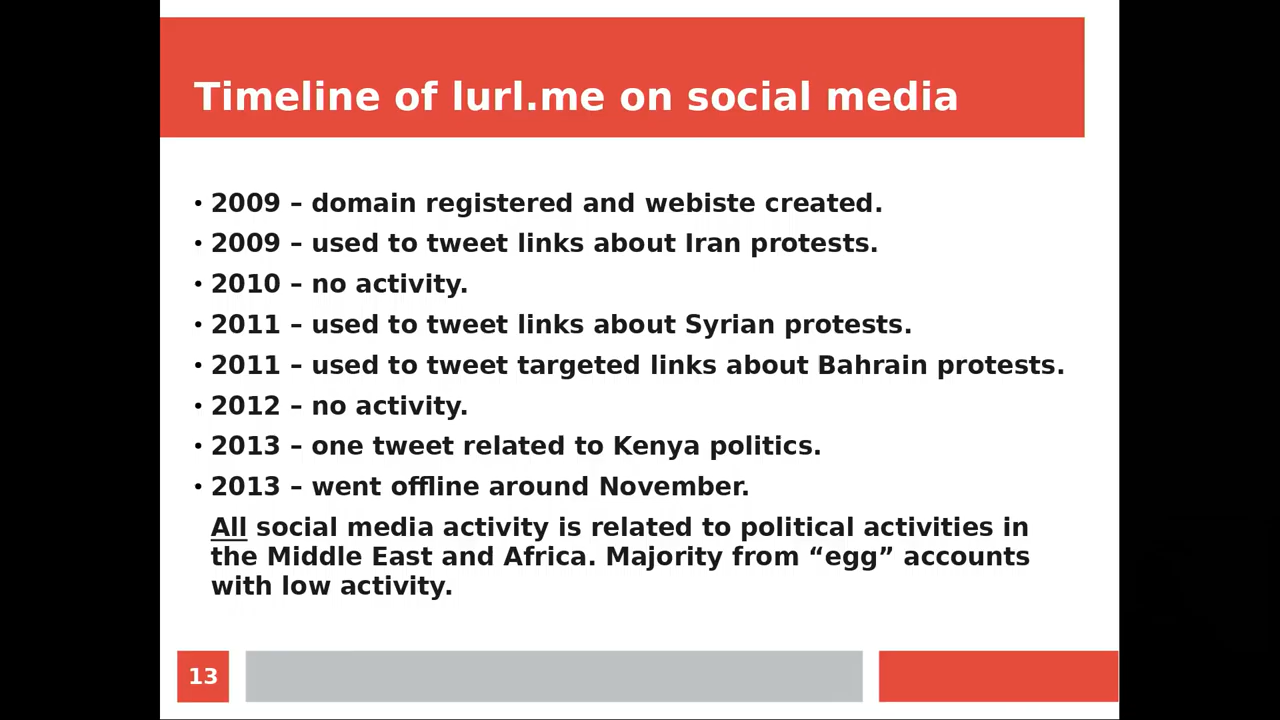 Timeline of lurl.me on social media
• 2009 – domain registered and webiste created.
• 2009 – used to tweet links about Iran protests.
• 2010 – no activity.
• 2011 – used to tweet links about Syrian protests.
• 2011 – used to tweet targeted links about Bahrain protests.
• 2012 – no activity.
• 2013 – one tweet related to Kenya politics.
• 2013 – went offline around November.
All social media activity is related to political activities in
the Middle East and Africa. Majority from “egg” accounts
with low activity.
13